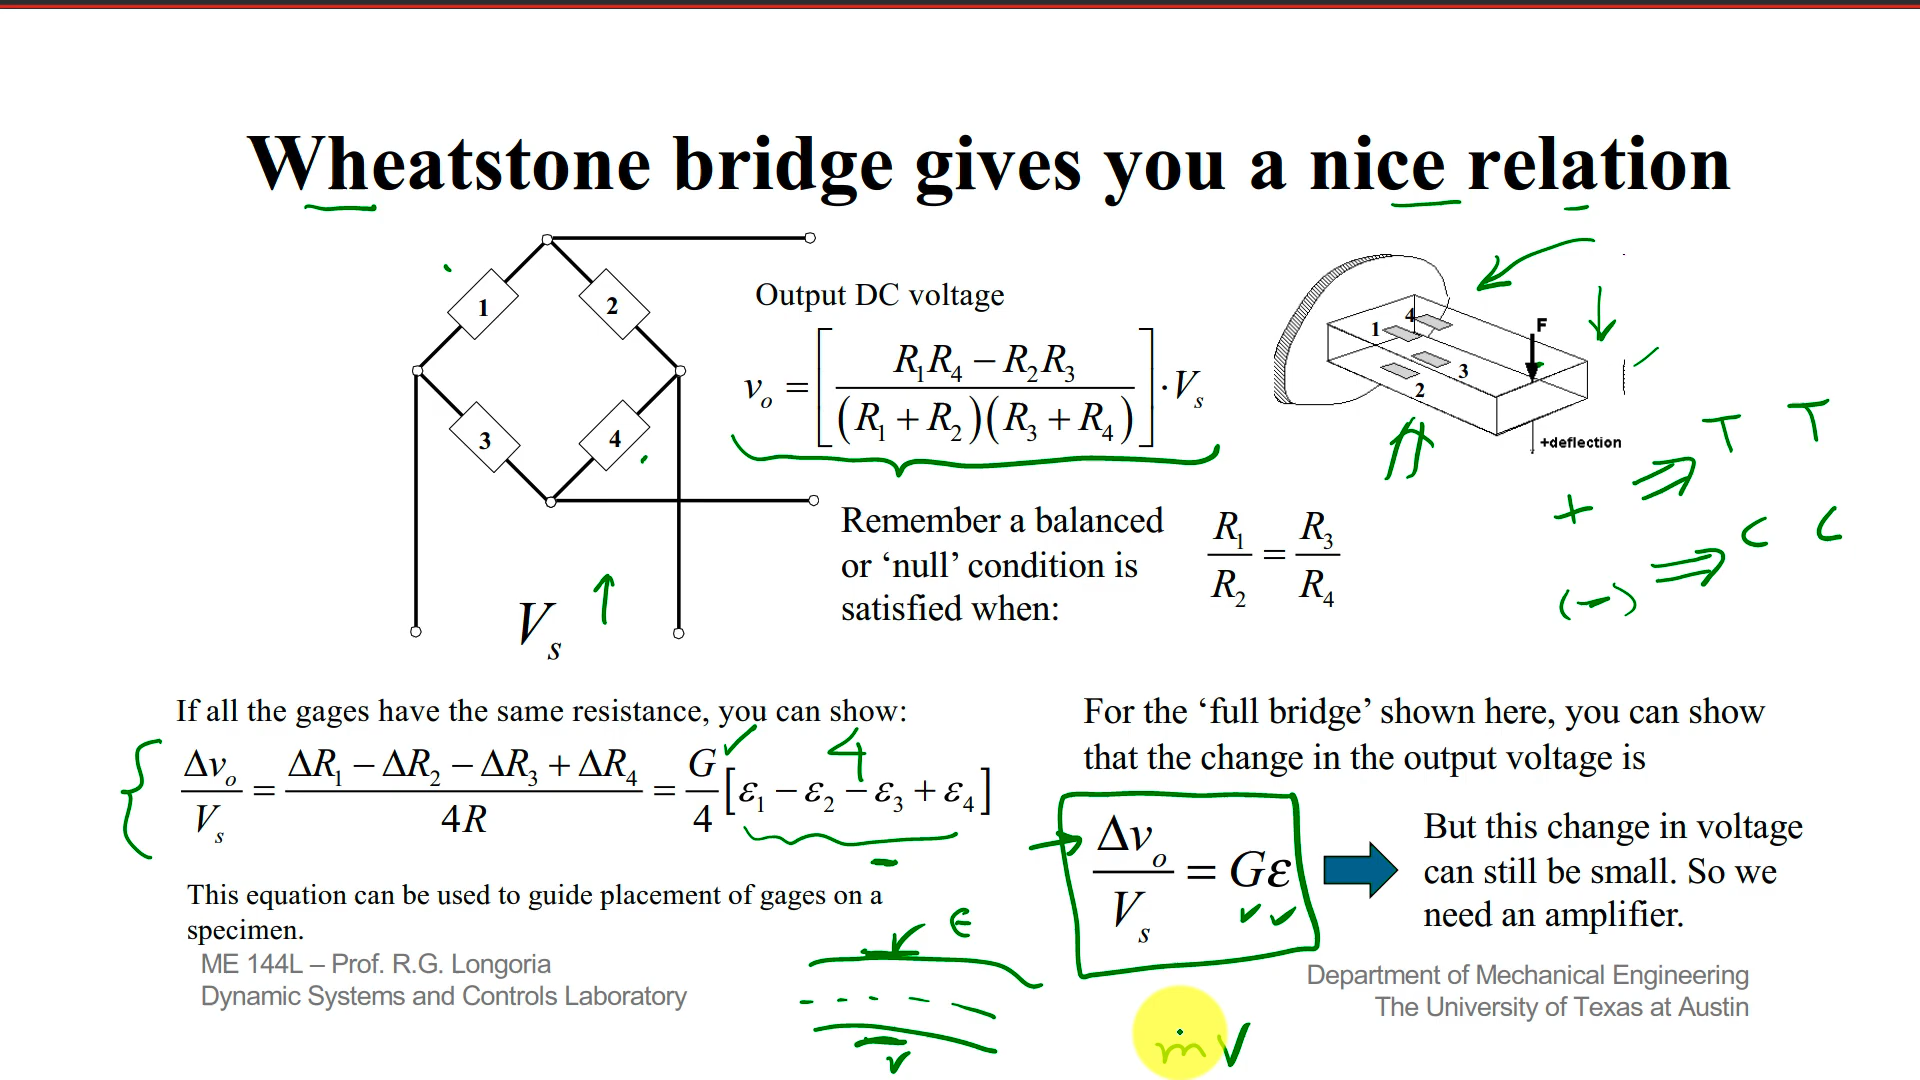 Wheatstone bridge gives you a nice relation
1
2
3
4
V_s
Output DC voltage
v_o = [ (R_1R_4 − R_2R_3) / ((R_1 + R_2)(R_3 + R_4)) ] · V_s
1
4
F
3
2
+deflection
T T
+
C C
(-)
Remember a balanced
or ‘null’ condition is
satisfied when:
R_1/R_2 = R_3/R_4
If all the gages have the same resistance, you can show:
4
Δv_o/V_s = (ΔR_1 − ΔR_2 − ΔR_3 + ΔR_4)/4R = G/4 [ε_1 − ε_2 − ε_3 + ε_4]
This equation can be used to guide placement of gages on a
specimen.
For the ‘full bridge’ shown here, you can show
that the change in the output voltage is
Δv_o/V_s = Gε
But this change in voltage
can still be small. So we
need an amplifier.
ϵ
mV
ME 144L – Prof. R.G. Longoria
Dynamic Systems and Controls Laboratory
Department of Mechanical Engineering
The University of Texas at Austin